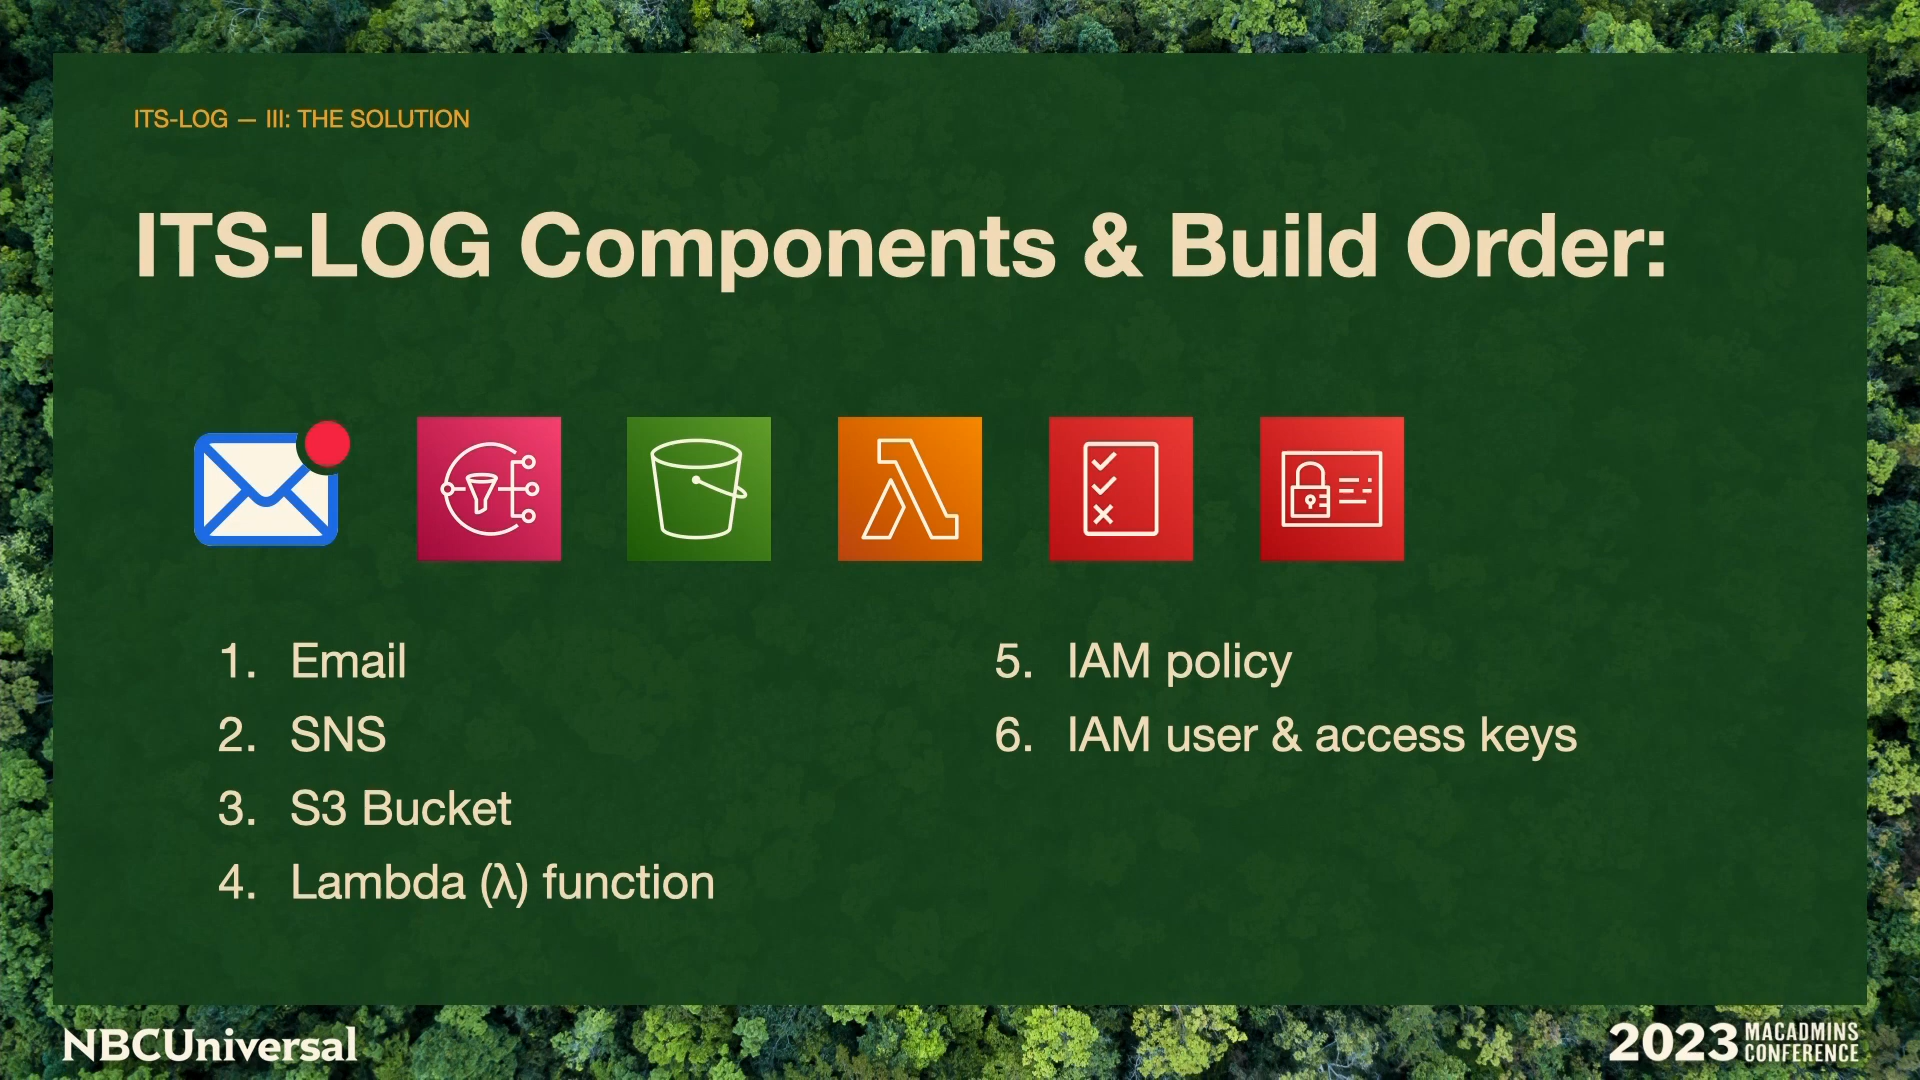 ITS-LOG — III: THE SOLUTION
ITS-LOG Components & Build Order:
1. Email
2. SNS
3. S3 Bucket
4. Lambda (λ) function
5. IAM policy
6. IAM user & access keys
NBCUniversal
2023 MACADMINS CONFERENCE